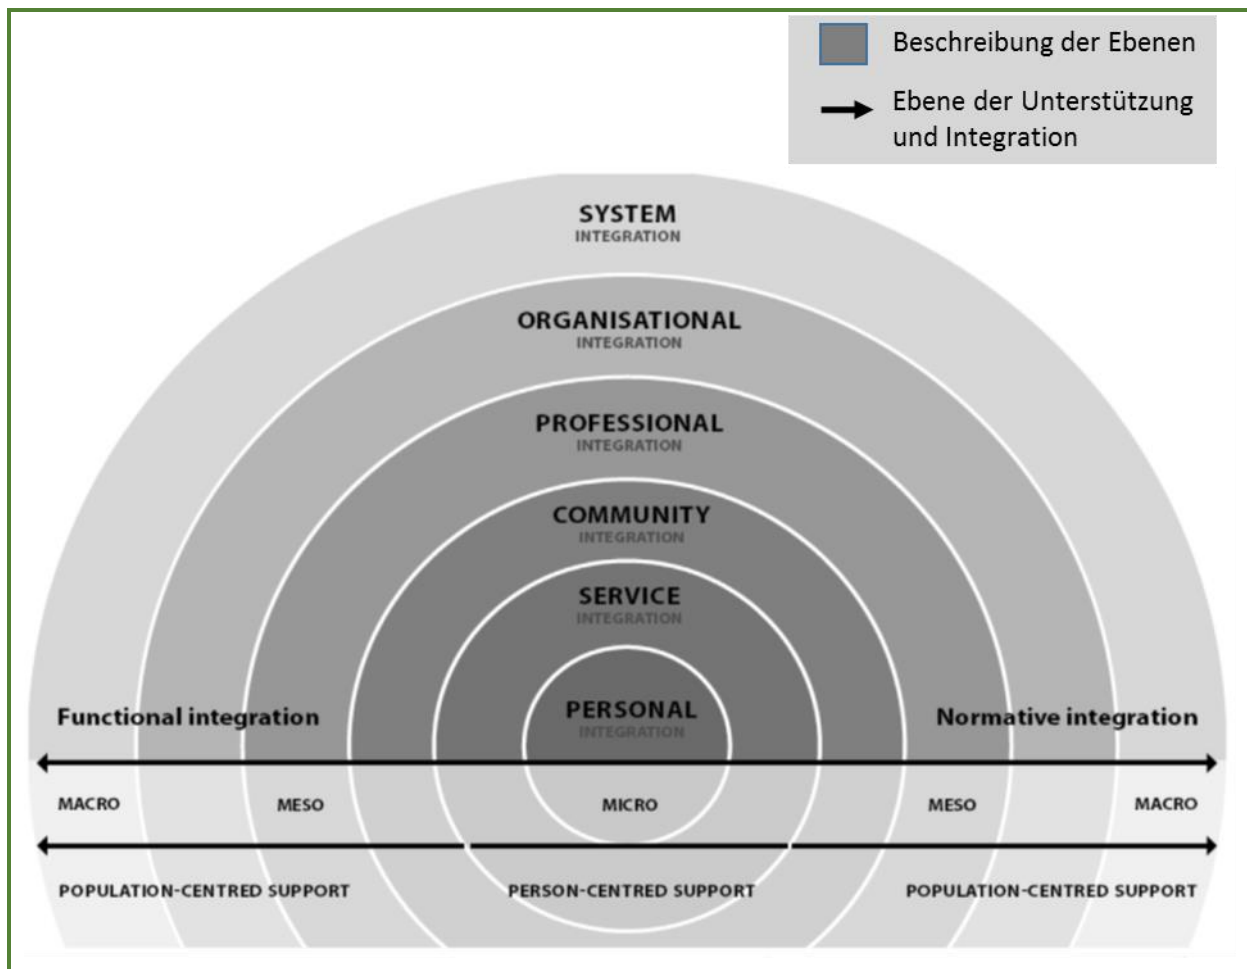 Beschreibung der Ebenen
Ebene der Unterstützung
und Integration
SYSTEM
INTEGRATION
ORGANISATIONAL
INTEGRATION
PROFESSIONAL
INTEGRATION
COMMUNITY
INTEGRATION
SERVICE
INTEGRATION
PERSONAL
INTEGRATION
Functional integration
Normative integration
MACRO
MESO
MICRO
MESO
MACRO
POPULATION-CENTRED SUPPORT
PERSON-CENTRED SUPPORT
POPULATION-CENTRED SUPPORT